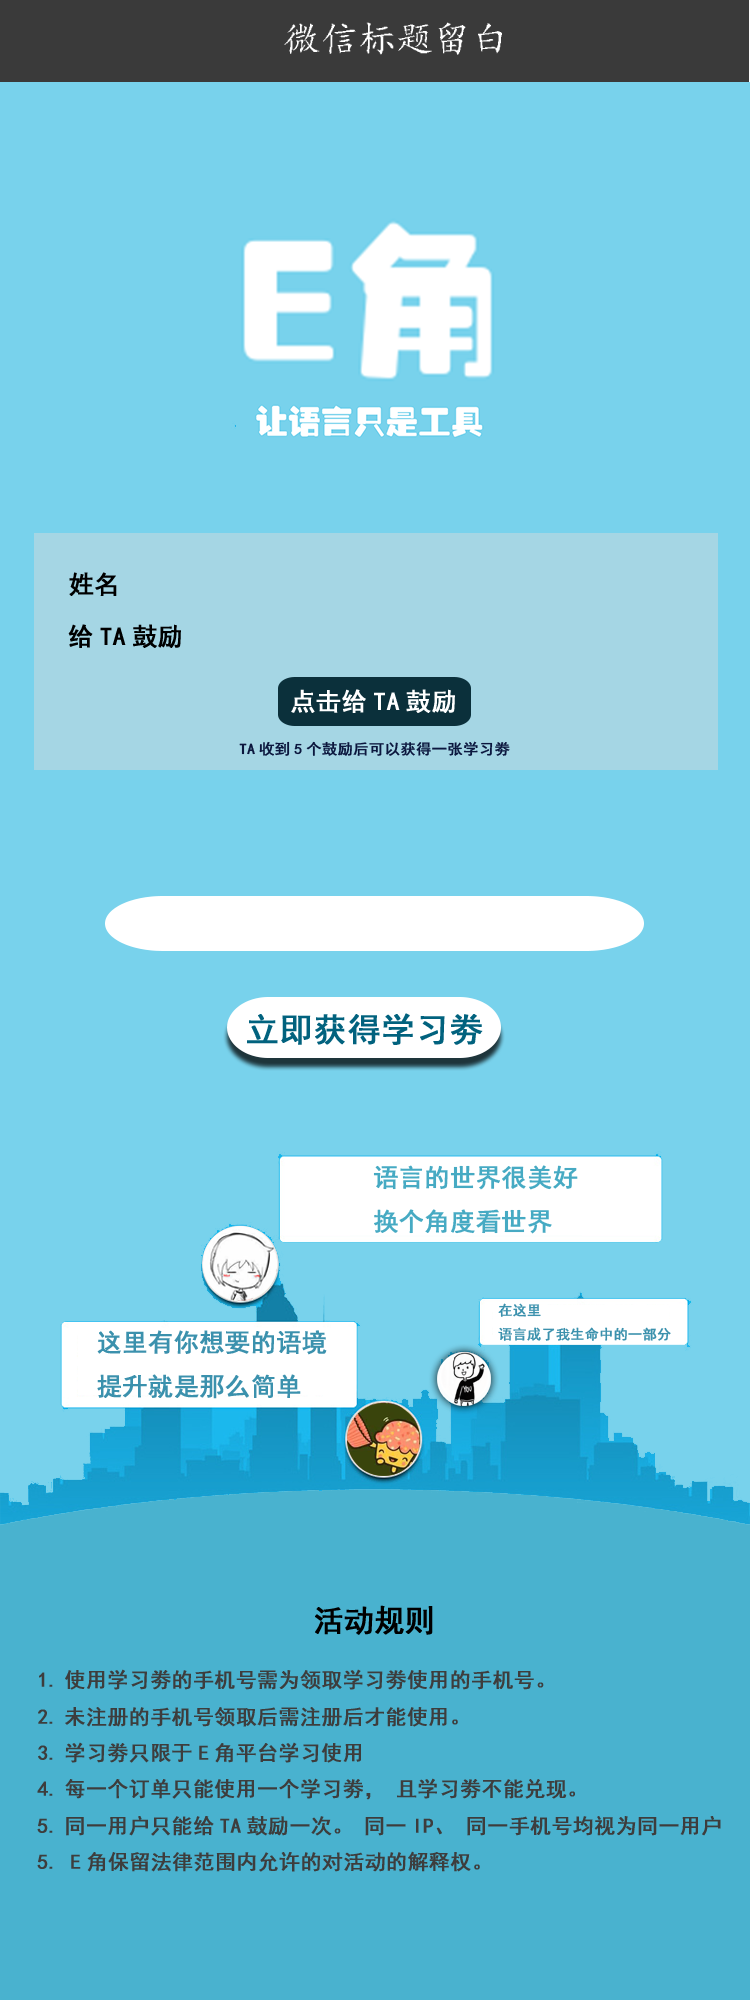 微信标题留白
E角
让语言只是工具
姓名
给 TA 鼓励
点击给 TA 鼓励
TA 收到 5 个鼓励后可以获得一张学习劵
立即获得学习劵
语言的世界很美好
换个角度看世界
在这里
语言成了我生命中的一部分
这里有你想要的语境
提升就是那么简单
YOU
活动规则
1. 使用学习劵的手机号需为领取学习劵使用的手机号。
2. 未注册的手机号领取后需注册后才能使用。
3. 学习劵只限于 E 角平台学习使用
4. 每一个订单只能使用一个学习劵， 且学习劵不能兑现。
5. 同一用户只能给 TA 鼓励一次。 同一 IP、 同一手机号均视为同一用户
5. E 角保留法律范围内允许的对活动的解释权。